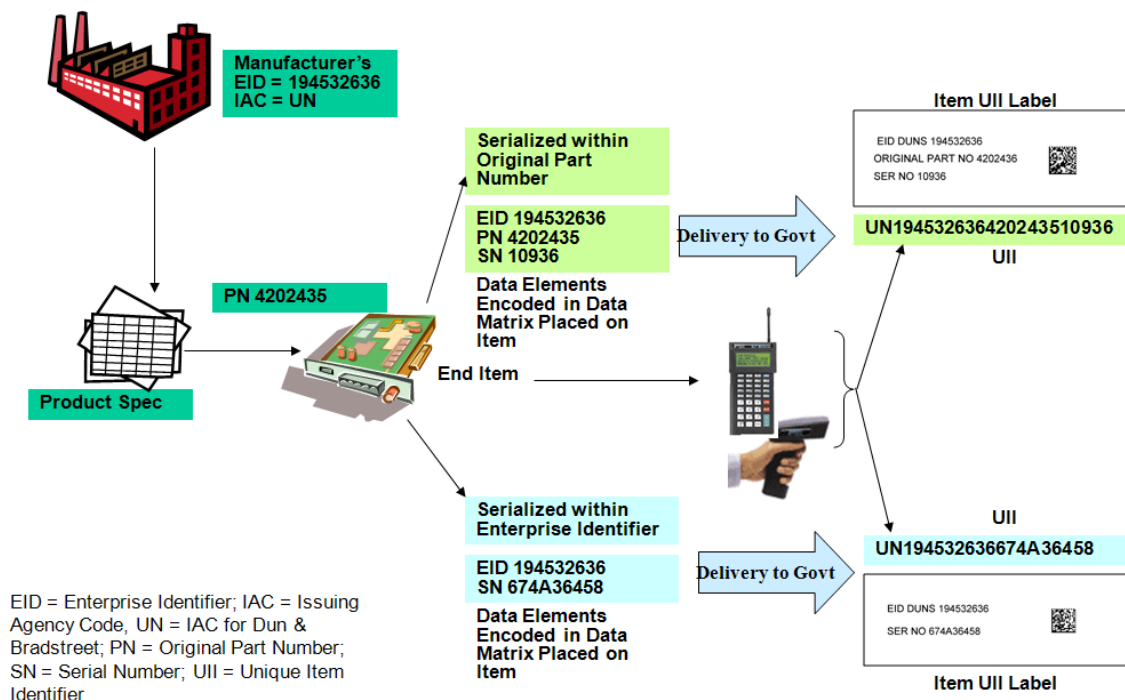 Manufacturer's
EID = 194532636
IAC = UN
Item UII Label
EID DUNS 194532636
ORIGINAL PART NO 4202436
SER NO 10936
Serialized within
Original Part
Number
EID 194532636
PN 4202435
SN 10936
Delivery to Govt
UN194532636420243510936
UII
Data Elements
Encoded in Data
Matrix Placed on
Item
PN 4202435
End Item
Product Spec
Serialized within
Enterprise Identifier
UII
UN194532636674A36458
EID 194532636
SN 674A36458
Delivery to Govt
Data Elements
Encoded in Data
Matrix Placed on
Item
EID DUNS 194532636
SER NO 674A36458
Item UII Label
EID = Enterprise Identifier; IAC = Issuing
Agency Code, UN = IAC for Dun &
Bradstreet; PN = Original Part Number;
SN = Serial Number; UII = Unique Item
Identifier